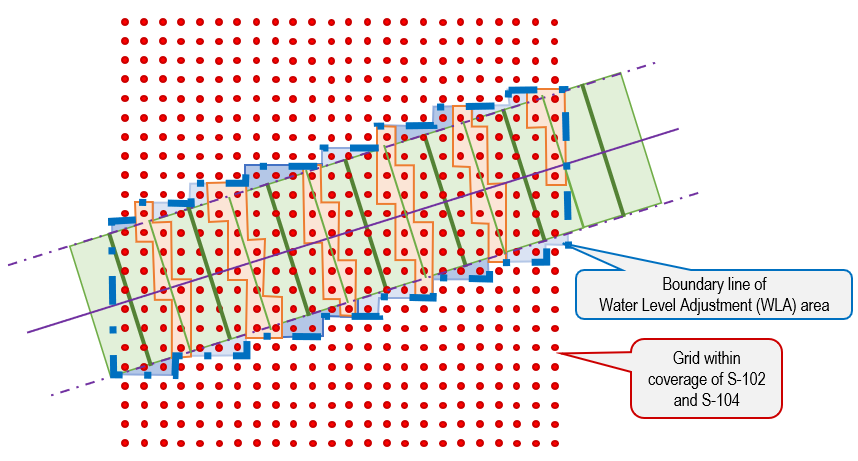 Boundary line of
Water Level Adjustment (WLA) area
Grid within
coverage of S-102
and S-104